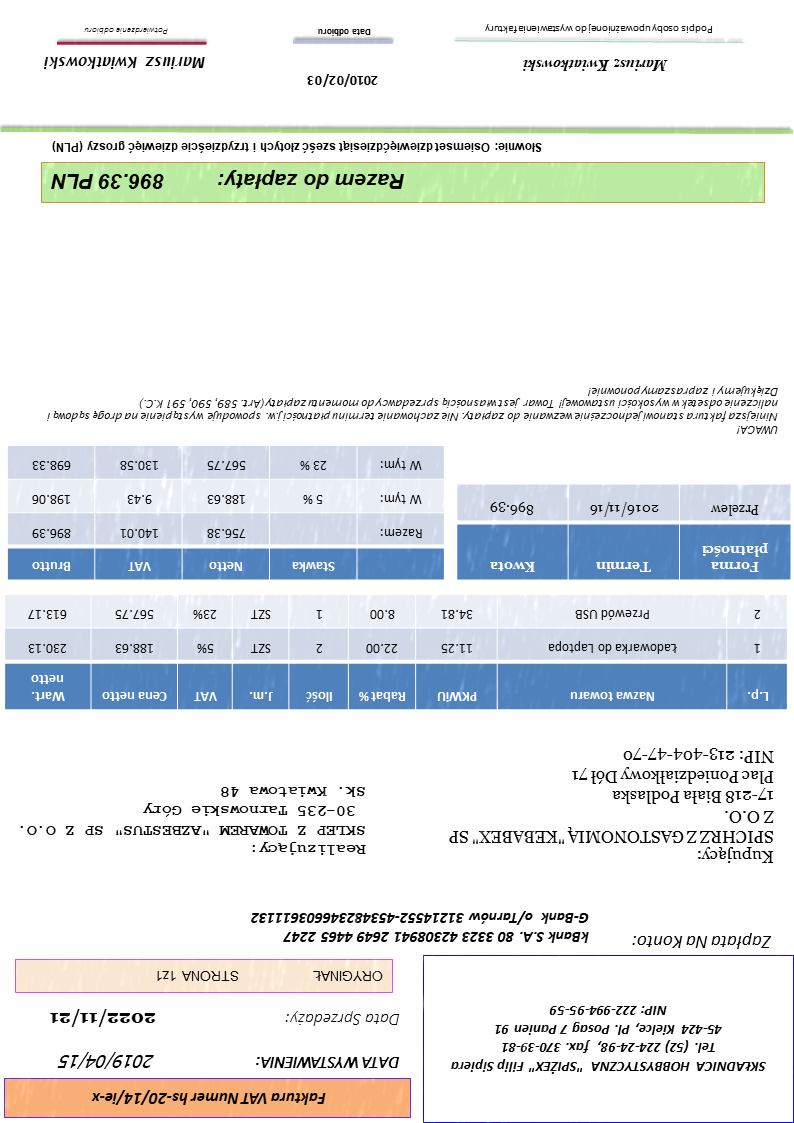 Faktura VAT Numer hs-20/14/ie-x
SKŁADNICA HOBBYSTYCZNA "SPIŻEX" Filip Sipiera
Tel. (52) 224-24-98, fax. 370-39-81
45-424 Kielce, Pl. Posag 7 Panien 91
NIP: 222-994-95-59
DATA WYSTAWIENIA: 2019/04/15
Data Sprzedaży: 2022/11/21
ORYGINAŁ STRONA 1z1
Zapłata Na Konto: kBank S.A. 80 3323 42308941 2649 4465 2247
G-Bank o/Tarnów 31214552-453482346603611132
Kupujący:
SPICHRZ Z GASTONOMIĄ "KEBABEX" SP
Z O.O.
17-218 Biała Podlaska
Plac Poniedziałkowy Dół 71
NIP: 213-404-47-70
Realizujący:
SKLEP Z TOWAREM "AZBESTUS" SP Z O.O.
30-235 Tarnowskie Góry
Sk. Kwiatowa 48
L.p. Nazwa towaru PKWiU Rabat % Ilość J.m. VAT Cena netto Wart. netto
1 Ładowarka do Laptopa 11.25 22.00 2 SZT 5% 188.63 230.13
2 Przewód USB 34.81 8.00 1 SZT 23% 567.75 613.17
Forma płatności Termin Kwota
Przelew 2016/11/16 896.39
Stawka Netto VAT Brutto
Razem: 756.38 140.01 896.39
W tym: 5 % 188.63 9.43 198.06
W tym: 23 % 567.75 130.58 698.33
UWAGA!
Niniejsza faktura stanowi jednocześnie wezwanie do zapłaty. Nie zachowanie terminu płatności j.w. spowoduje wystąpienie na drogę sądową i
naliczenie odsetek w wysokości ustawowej! Towar jest własnością sprzedawcy do momentu zapłaty (Art. 589, 590, 591 K.C.)
Dziękujemy i zapraszamy ponownie!
Razem do zapłaty: 896.39 PLN
Słownie: Osiemset dziewięćdziesiąt sześć złotych i trzydzieście dziewięć groszy (PLN)
Mariusz Kwiatkowski
Podpis osoby upoważnionej do wystawienia faktury
2010/02/03
Data odbioru
Mariusz Kwiatkowski
Potwierdzenie odbioru